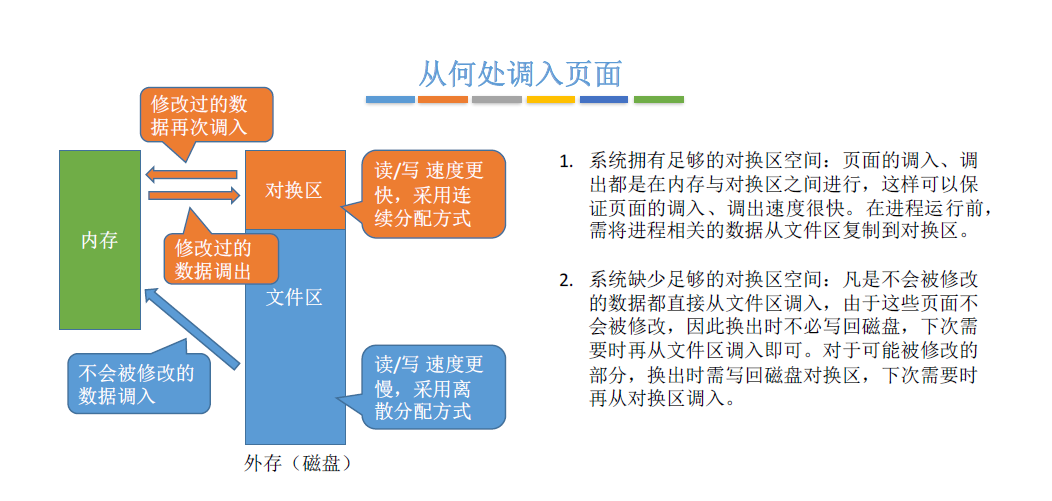 从何处调入页面
修改过的数
据再次调入
内存
对换区
读/写 速度更
快，采用连
续分配方式
修改过的
数据调出
文件区
不会被修改的
数据调入
读/写 速度更
慢，采用离
散分配方式
外存（磁盘）
1. 系统拥有足够的对换区空间：页面的调入、调
出都是在内存与对换区之间进行，这样可以保
证页面的调入、调出速度很快。在进程运行前，
需将进程相关的数据从文件区复制到对换区。
2. 系统缺少足够的对换区空间：凡是不会被修改
的数据都直接从文件区调入，由于这些页面不
会被修改，因此换出时不必写回磁盘，下次需
要时再从文件区调入即可。对于可能被修改的
部分，换出时需写回磁盘对换区，下次需要时
再从对换区调入。